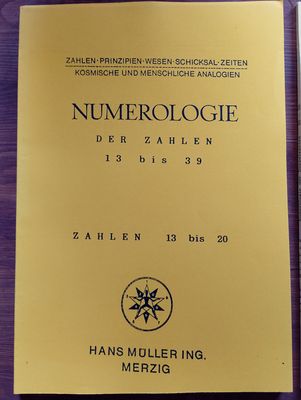 ZAHLEN · PRINZIPIEN · WESEN · SCHICKSAL · ZEITEN
KOSMISCHE UND MENSCHLICHE ANALOGIEN
NUMEROLOGIE
DER ZAHLEN
13 bis 39
ZAHLEN 13 bis 20
HANS MÜLLER ING.
MERZIG